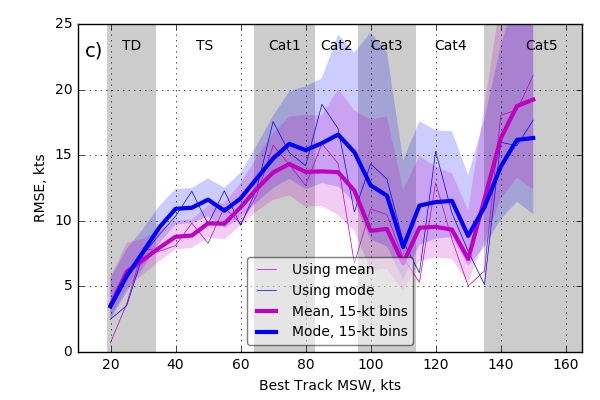 25
20
15
10
5
0
RMSE, kts
c)
TD TS Cat1 Cat2 Cat3 Cat4 Cat5
Using mean
Using mode
Mean, 15-kt bins
Mode, 15-kt bins
20 40 60 80 100 120 140 160
Best Track MSW, kts